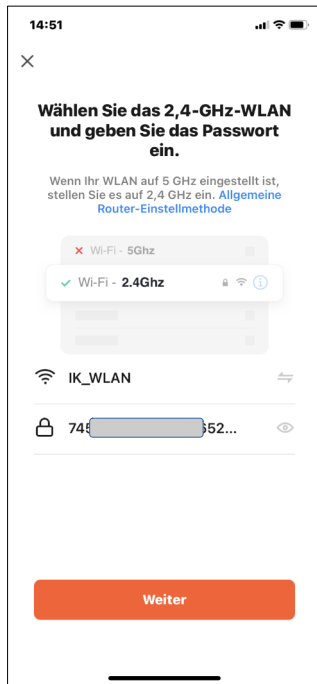 14:51
Wählen Sie das 2,4-GHz-WLAN
und geben Sie das Passwort
ein.
Wenn Ihr WLAN auf 5 GHz eingestellt ist,
stellen Sie es auf 2,4 GHz ein. Allgemeine
Router-Einstellmethode
Wi-Fi - 5Ghz
Wi-Fi - 2.4Ghz
IK_WLAN
745 652...
Weiter